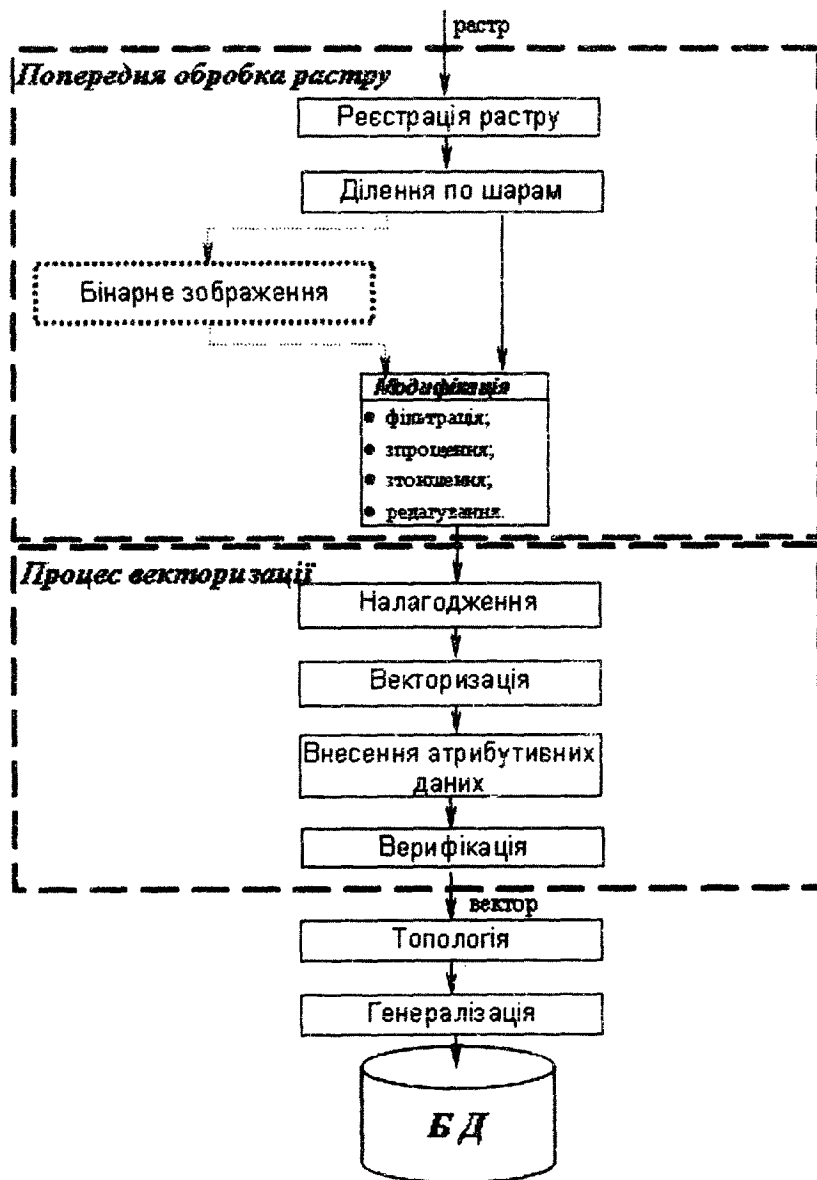 растр
Попередня обробка растру
Реєстрація растру
Ділення по шарам
Бінарне зображення
Модифікація
• фільтрація;
• зпрощення;
• зтоншення;
• редагування.
Процес векторизації
Налагодження
Векторизація
Внесення атрибутивних
даних
Верифікація
вектор
Топологія
Генералізація
Б Д